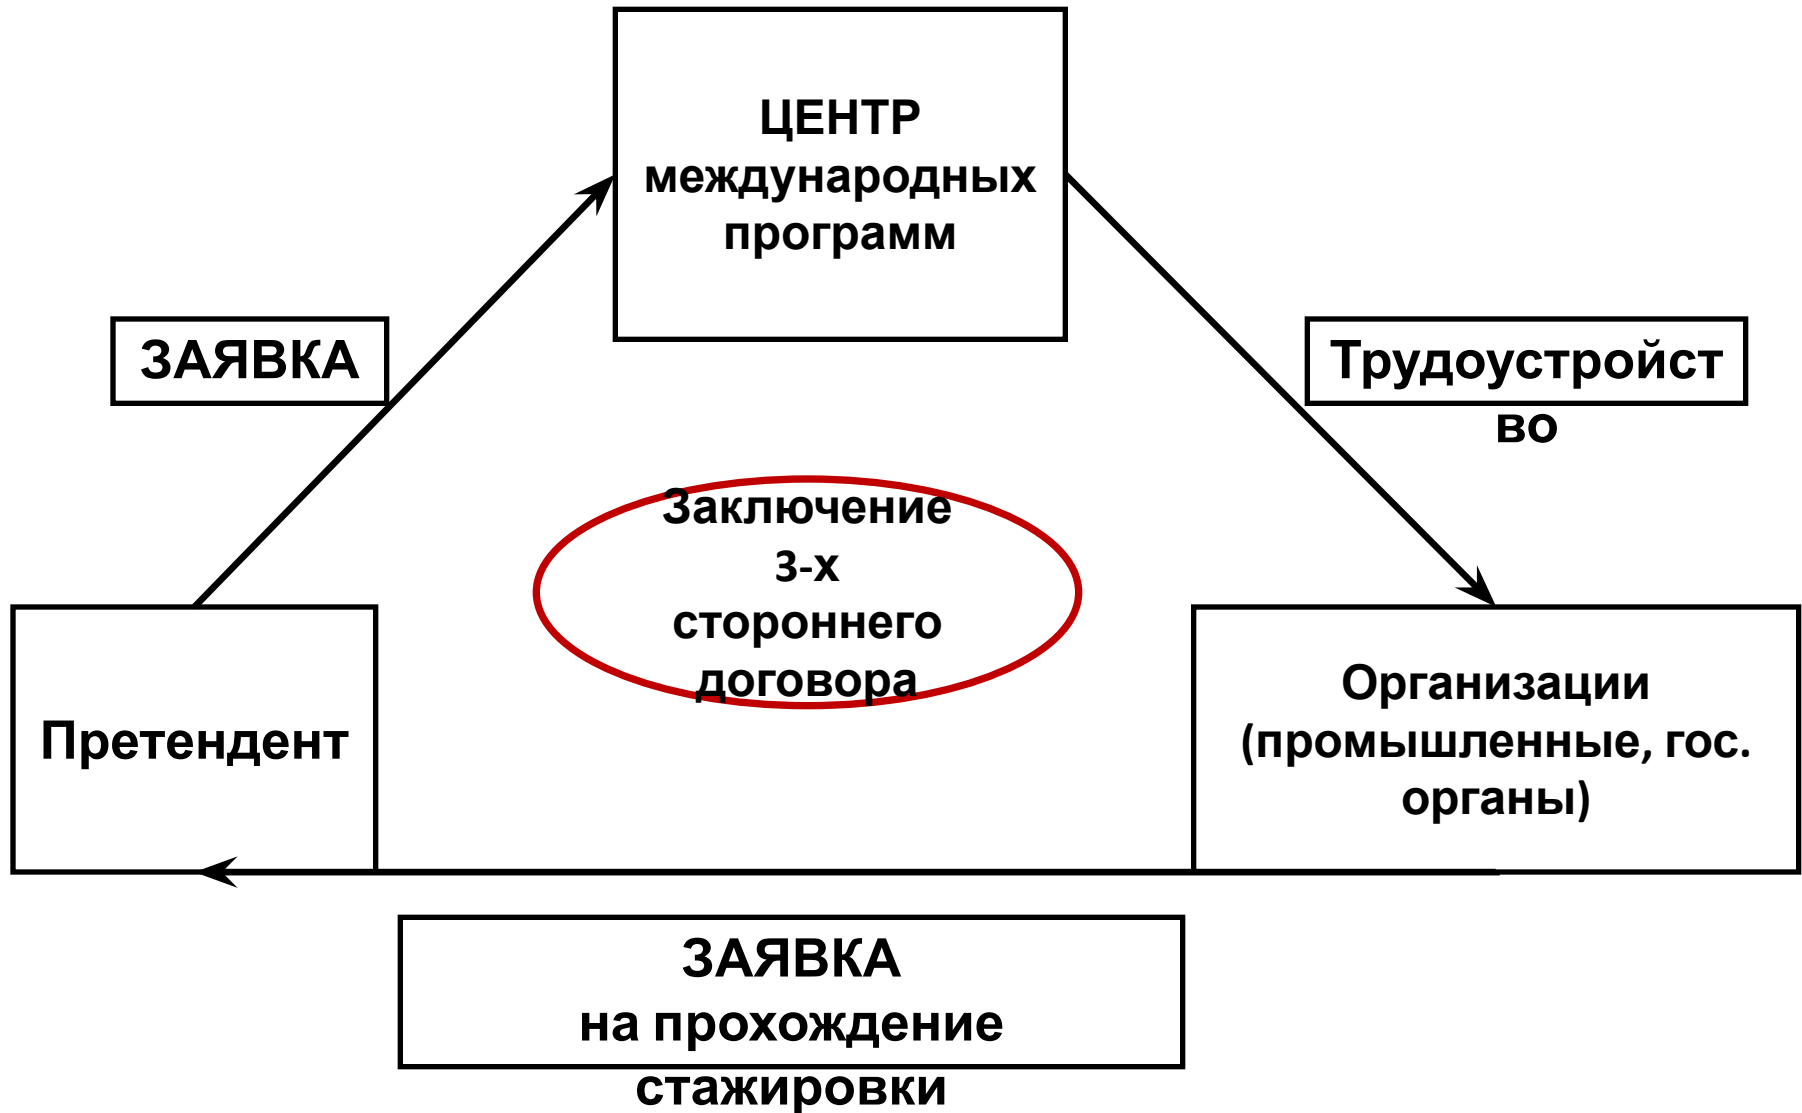 ЦЕНТР
международных
программ
ЗАЯВКА
Трудоустройст
во
Заключение
3-х
стороннего
договора
Претендент
Организации
(промышленные, гос.
органы)
ЗАЯВКА
на прохождение
стажировки